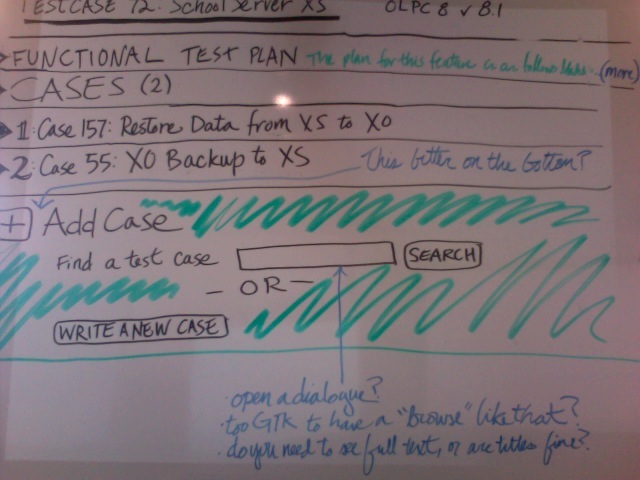 TESTCASE 72: School Server XS OLPC 8 v 8.1
FUNCTIONAL TEST PLAN The plan for this feature is as follows blah... (more)
CASES (2)
1: Case 157: Restore Data from XS to XO
2: Case 55: XO Backup to XS This better on the bottom?
+ Add Case
Find a test case SEARCH
- OR -
WRITE A NEW CASE
open a dialogue?
too GTK to have a "Browse" like that?
do you need to see full text, or are titles fine?